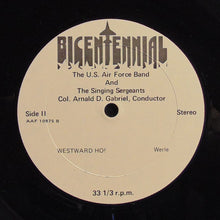 BICENTENNIAL
The U.S. Air Force Band
And
The Singing Sergeants
Col. Arnald D. Gabriel, Conductor
Side II
Stereo
AAF 10975 B
WESTWARD HO!
Werle
33 1/3 r.p.m.